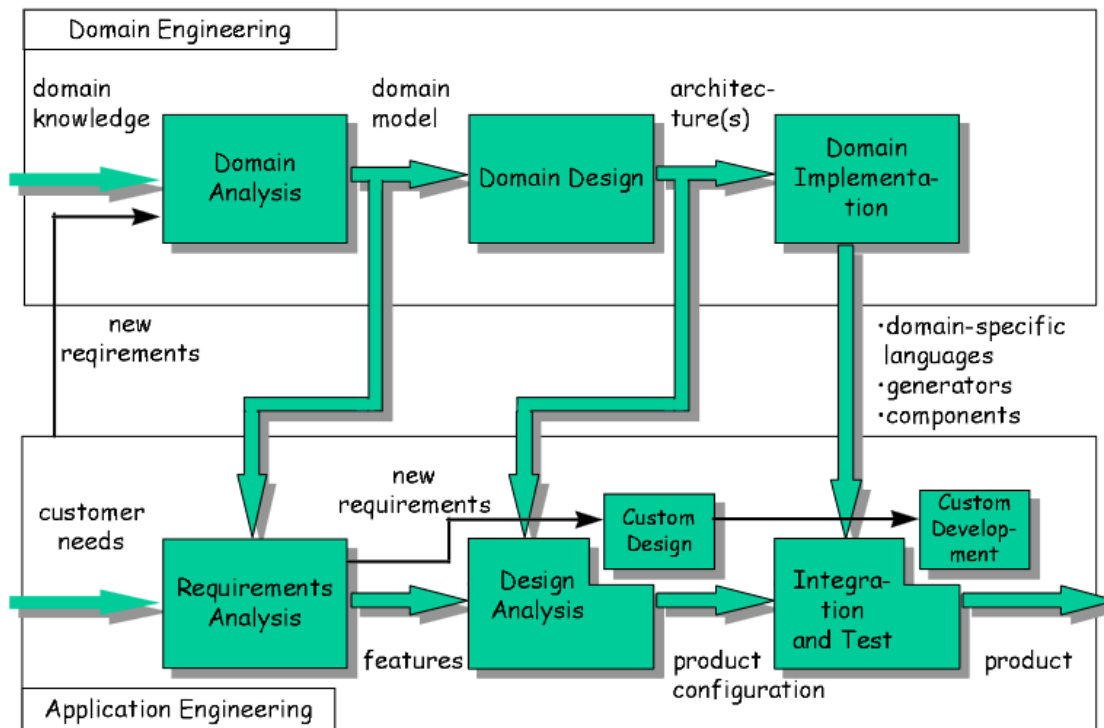 Domain Engineering
domain
knowledge
domain
model
architec-
ture(s)
Domain
Analysis
Domain Design
Domain
Implementa-
tion
new
reqirements
·domain-specific
languages
·generators
·components
customer
needs
new
requirements
Custom
Design
Custom
Develop-
ment
Requirements
Analysis
Design
Analysis
Integra-
tion
and Test
features
product
configuration
product
Application Engineering